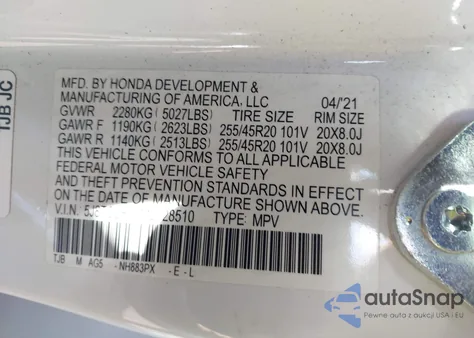 TJB JC
MFD. BY HONDA DEVELOPMENT &
MANUFACTURING OF AMERICA, LLC 04/'21
GVWR 2280KG(5027LBS) TIRE SIZE RIM SIZE
GAWR F 1190KG(2623LBS) 255/45R20 101V 20X8.0J
GAWR R 1140KG(2513LBS) 255/45R20 101V 20X8.0J
THIS VEHICLE CONFORMS TO ALL APPLICABLE
FEDERAL MOTOR VEHICLE SAFETY
AND THEFT PREVENTION STANDARDS IN EFFECT
ON THE DATE OF MANUFACTURE SHOWN ABOVE.
V.I.N. 28510 TYPE: MPV
TJB M AG5 -NH883PX -E-L
autoSnap
Pewne auta z aukcji USA i EU